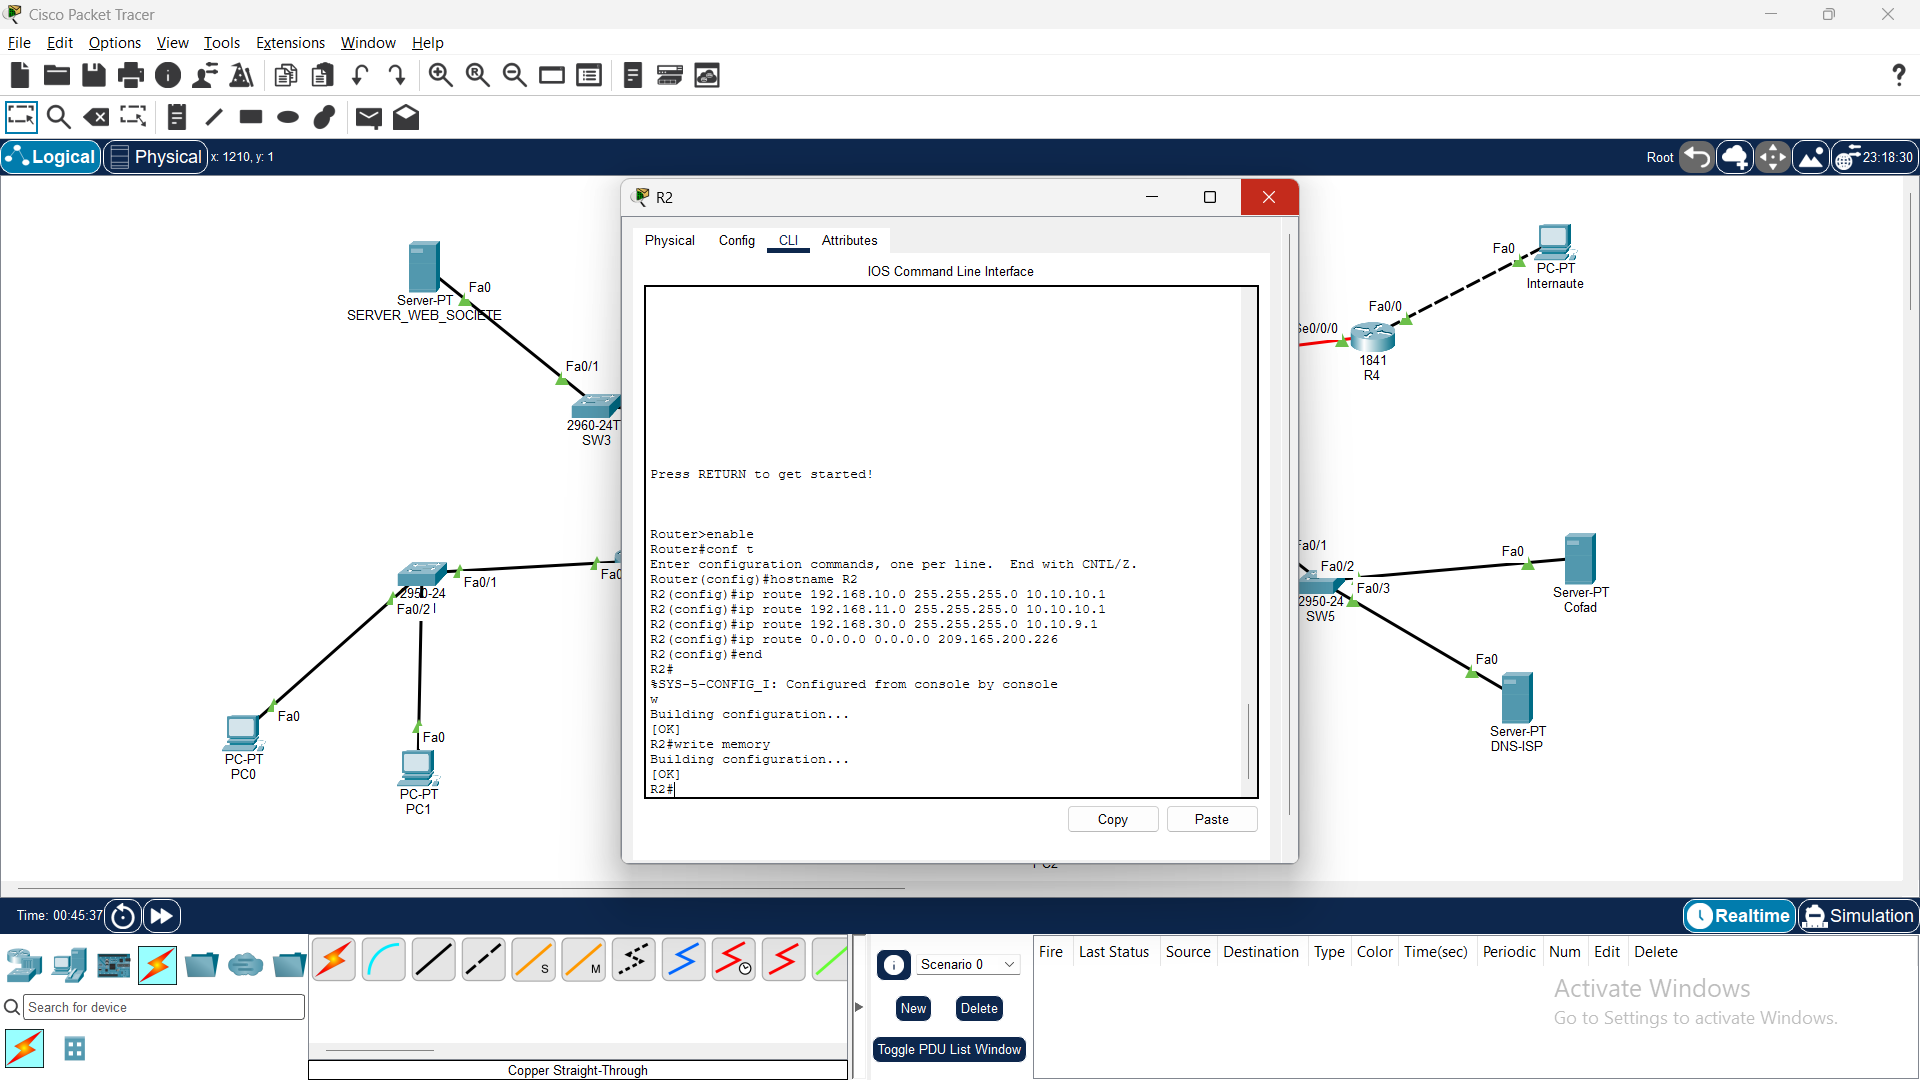 Cisco Packet Tracer
File Edit Options View Tools Extensions Window Help
Logical Physical x: 1210, y: 1
Root 23:18:30
R2
Physical Config CLI Attributes
IOS Command Line Interface
Press RETURN to get started!
Router>enable
Router#conf t
Enter configuration commands, one per line.  End with CNTL/Z.
Router(config)#hostname R2
R2(config)#ip route 192.168.10.0 255.255.255.0 10.10.10.1
R2(config)#ip route 192.168.11.0 255.255.255.0 10.10.10.1
R2(config)#ip route 192.168.30.0 255.255.255.0 10.10.9.1
R2(config)#ip route 0.0.0.0 0.0.0.0 209.165.200.226
R2(config)#end
R2#
%SYS-5-CONFIG_I: Configured from console by console
w
Building configuration...
[OK]
R2#write memory
Building configuration...
[OK]
R2#
Copy Paste
Fa0
Server-PT
SERVER_WEB_SOCIETE
Fa0/1
2960-24T
SW3
2950-24
Fa0/1
Fa0/2
Fa0
PC-PT
PC0
Fa0
PC-PT
PC1
Fa0
PC-PT
Internaute
Fa0/0
Se0/0/0
1841
R4
Fa0/1
Fa0/2
Fa0/3
2950-24
SW5
Fa0
Server-PT
Cofad
Fa0
Server-PT
DNS-ISP
PC2
Time: 00:45:37
Realtime Simulation
Search for device
S
M
Copper Straight-Through
Scenario 0
New Delete
Toggle PDU List Window
Fire Last Status Source Destination Type Color Time(sec) Periodic Num Edit Delete
Activate Windows
Go to Settings to activate Windows.